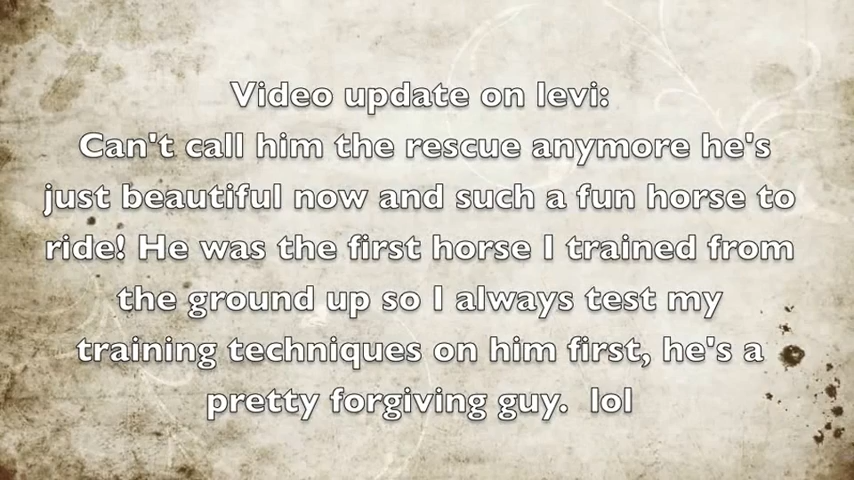 Video update on levi:
Can't call him the rescue anymore he's
just beautiful now and such a fun horse to
ride! He was the first horse I trained from
the ground up so I always test my
training techniques on him first, he's a
pretty forgiving guy.  lol